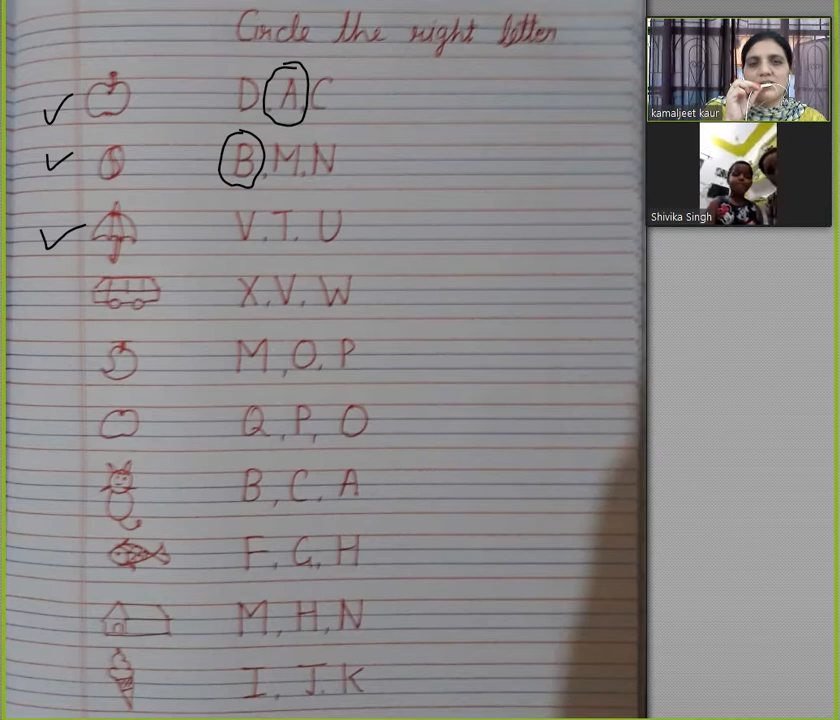 Circle the right letter
D. A. C
B, M. N
V. T. U
X, V. W
M, O. P
Q, P, O
B, C. A
F. G. H
M, H, N
I. J. K
kamaljeet kaur
Shivika Singh